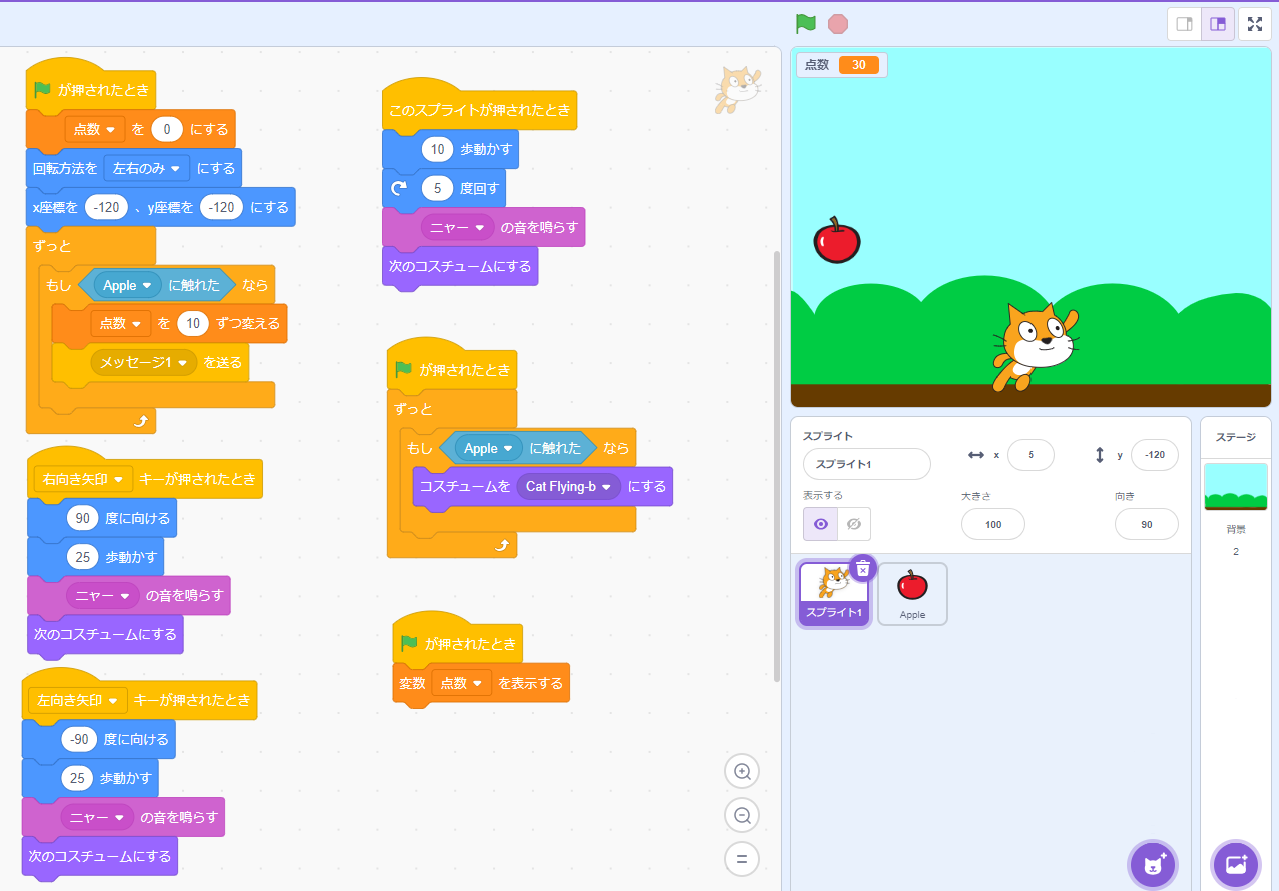 が押されたとき
点数 を 0 にする
回転方法を 左右のみ にする
x座標を -120 、y座標を -120 にする
ずっと
もし Apple に触れた なら
点数 を 10 ずつ変える
メッセージ1 を送る
右向き矢印 キーが押されたとき
90 度に向ける
25 歩動かす
ニャー の音を鳴らす
次のコスチュームにする
左向き矢印 キーが押されたとき
-90 度に向ける
25 歩動かす
ニャー の音を鳴らす
次のコスチュームにする
このスプライトが押されたとき
10 歩動かす
5 度回す
ニャー の音を鳴らす
次のコスチュームにする
が押されたとき
ずっと
もし Apple に触れた なら
コスチュームを Cat Flying-b にする
が押されたとき
変数 点数 を表示する
点数 30
スプライト
スプライト1
x 5
y -120
表示する
大きさ
100
向き
90
スプライト1
Apple
ステージ
背景
2